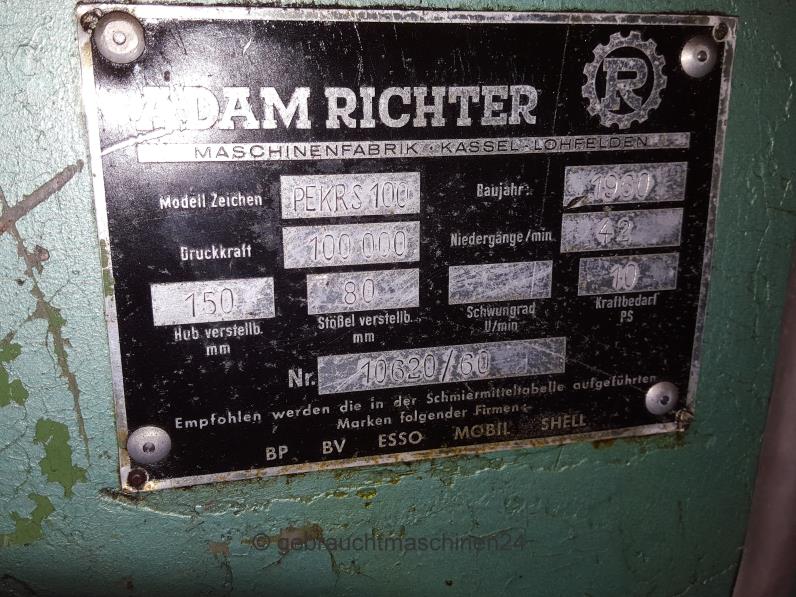 ADAM RICHTER
R
MASCHINENFABRIK · KASSEL-LOHFELDEN
Modell Zeichen PEKRS 100 Baujahr: 1960
Druckkraft 100 000 Niedergänge/min 42
150 80 10
Hub verstellb. mm Stößel verstellb. mm Schwungrad U/min Kraftbedarf PS
Nr. 10620/60
Empfohlen werden die in der Schmiermitteltabelle aufgeführten
Marken folgender Firmen:
BP BV ESSO MOBIL SHELL
© gebrauchtmaschinen24